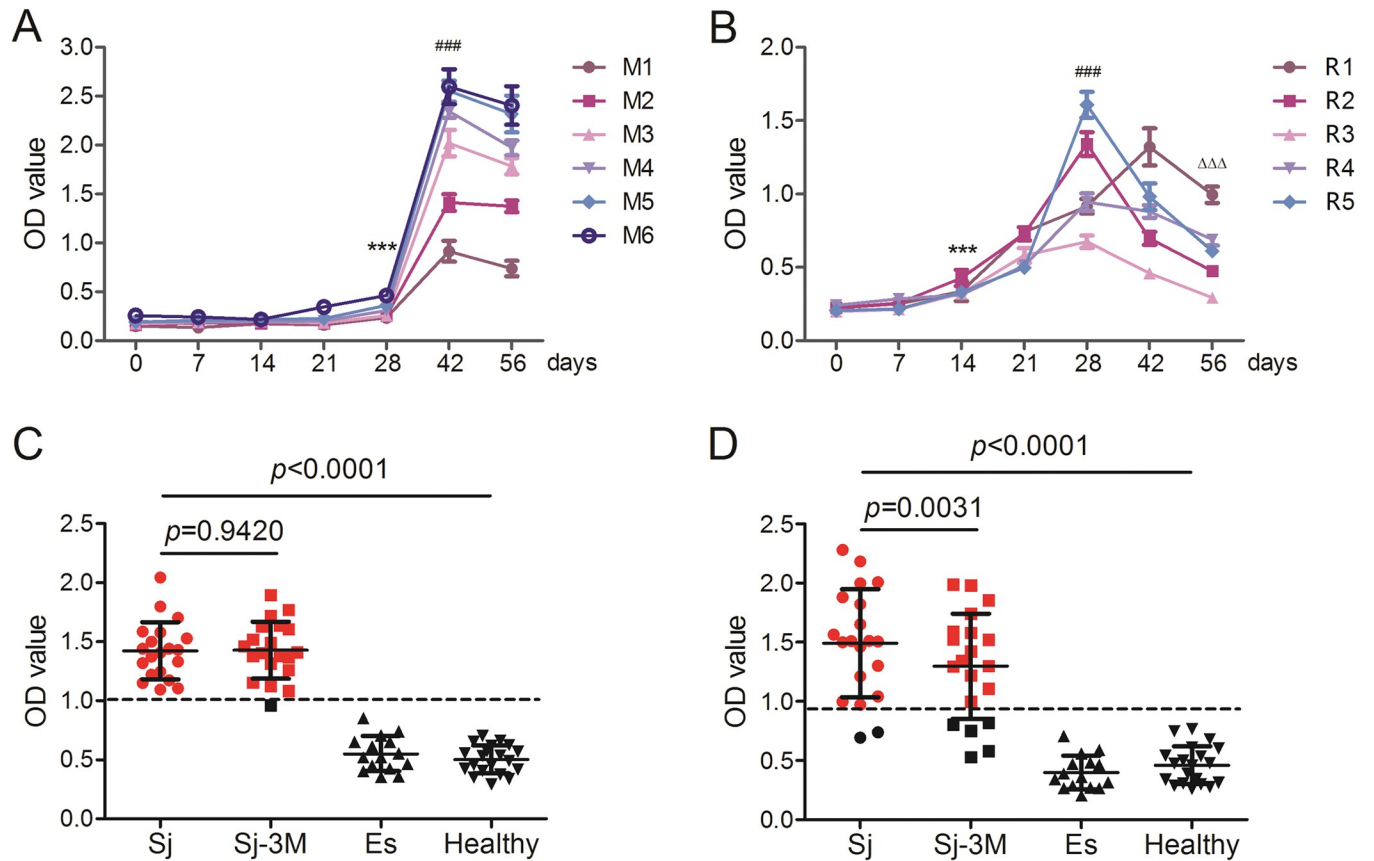 A
3.0
2.5
2.0
1.5
1.0
0.5
0.0
OD value
###
***
0 7 14 21 28 42 56 days
M1
M2
M3
M4
M5
M6
B
2.0
1.5
1.0
0.5
0.0
OD value
***
###
ΔΔΔ
0 7 14 21 28 42 56 days
R1
R2
R3
R4
R5
C
p<0.0001
p=0.9420
2.5
2.0
1.5
1.0
0.5
0.0
OD value
Sj Sj-3M Es Healthy
D
p<0.0001
p=0.0031
2.5
2.0
1.5
1.0
0.5
0.0
OD value
Sj Sj-3M Es Healthy